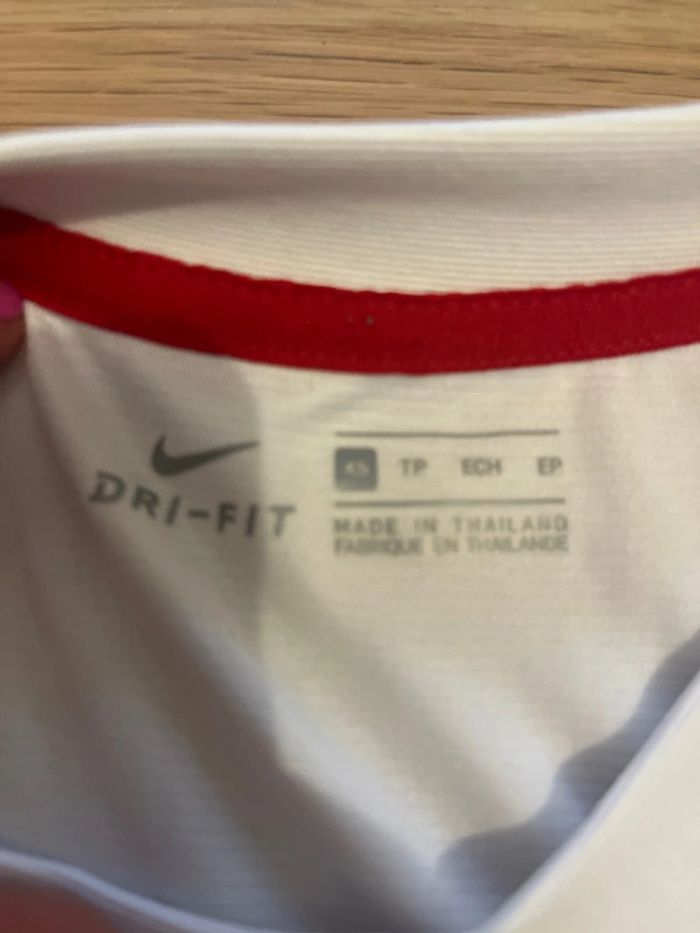 DRI-FIT
XS TP ECH EP
MADE IN THAILAND
FABRIQUE EN THAILANDE